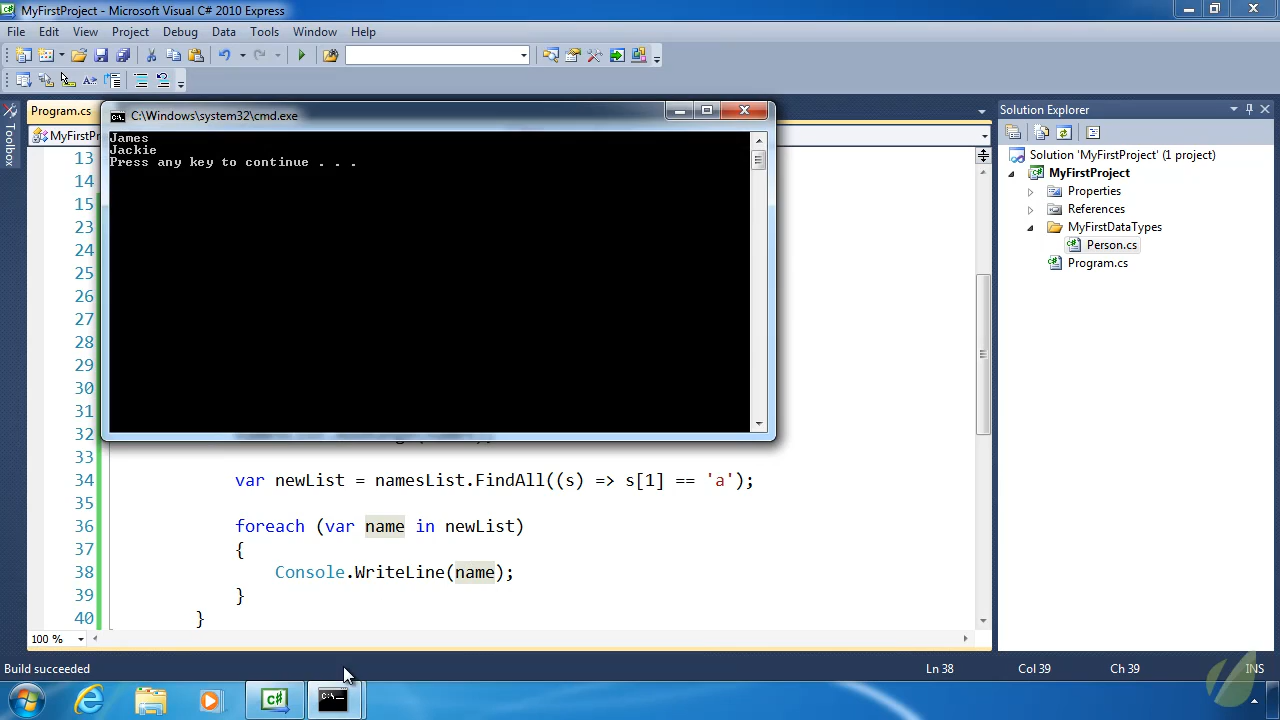 MyFirstProject - Microsoft Visual C# 2010 Express
File Edit View Project Debug Data Tools Window Help
Program.cs
MyFirstPr
C:\Windows\system32\cmd.exe
James
Jackie
Press any key to continue . . .
Toolbox
13
14
15
23
24
25
26
27
28
29
30
31
32
33
34 var newList = namesList.FindAll((s) => s[1] == 'a');
35
36 foreach (var name in newList)
37 {
38 Console.WriteLine(name);
39 }
40 }
100 %
Solution Explorer
Solution 'MyFirstProject' (1 project)
MyFirstProject
Properties
References
MyFirstDataTypes
Person.cs
Program.cs
Build succeeded Ln 38 Col 39 Ch 39 INS